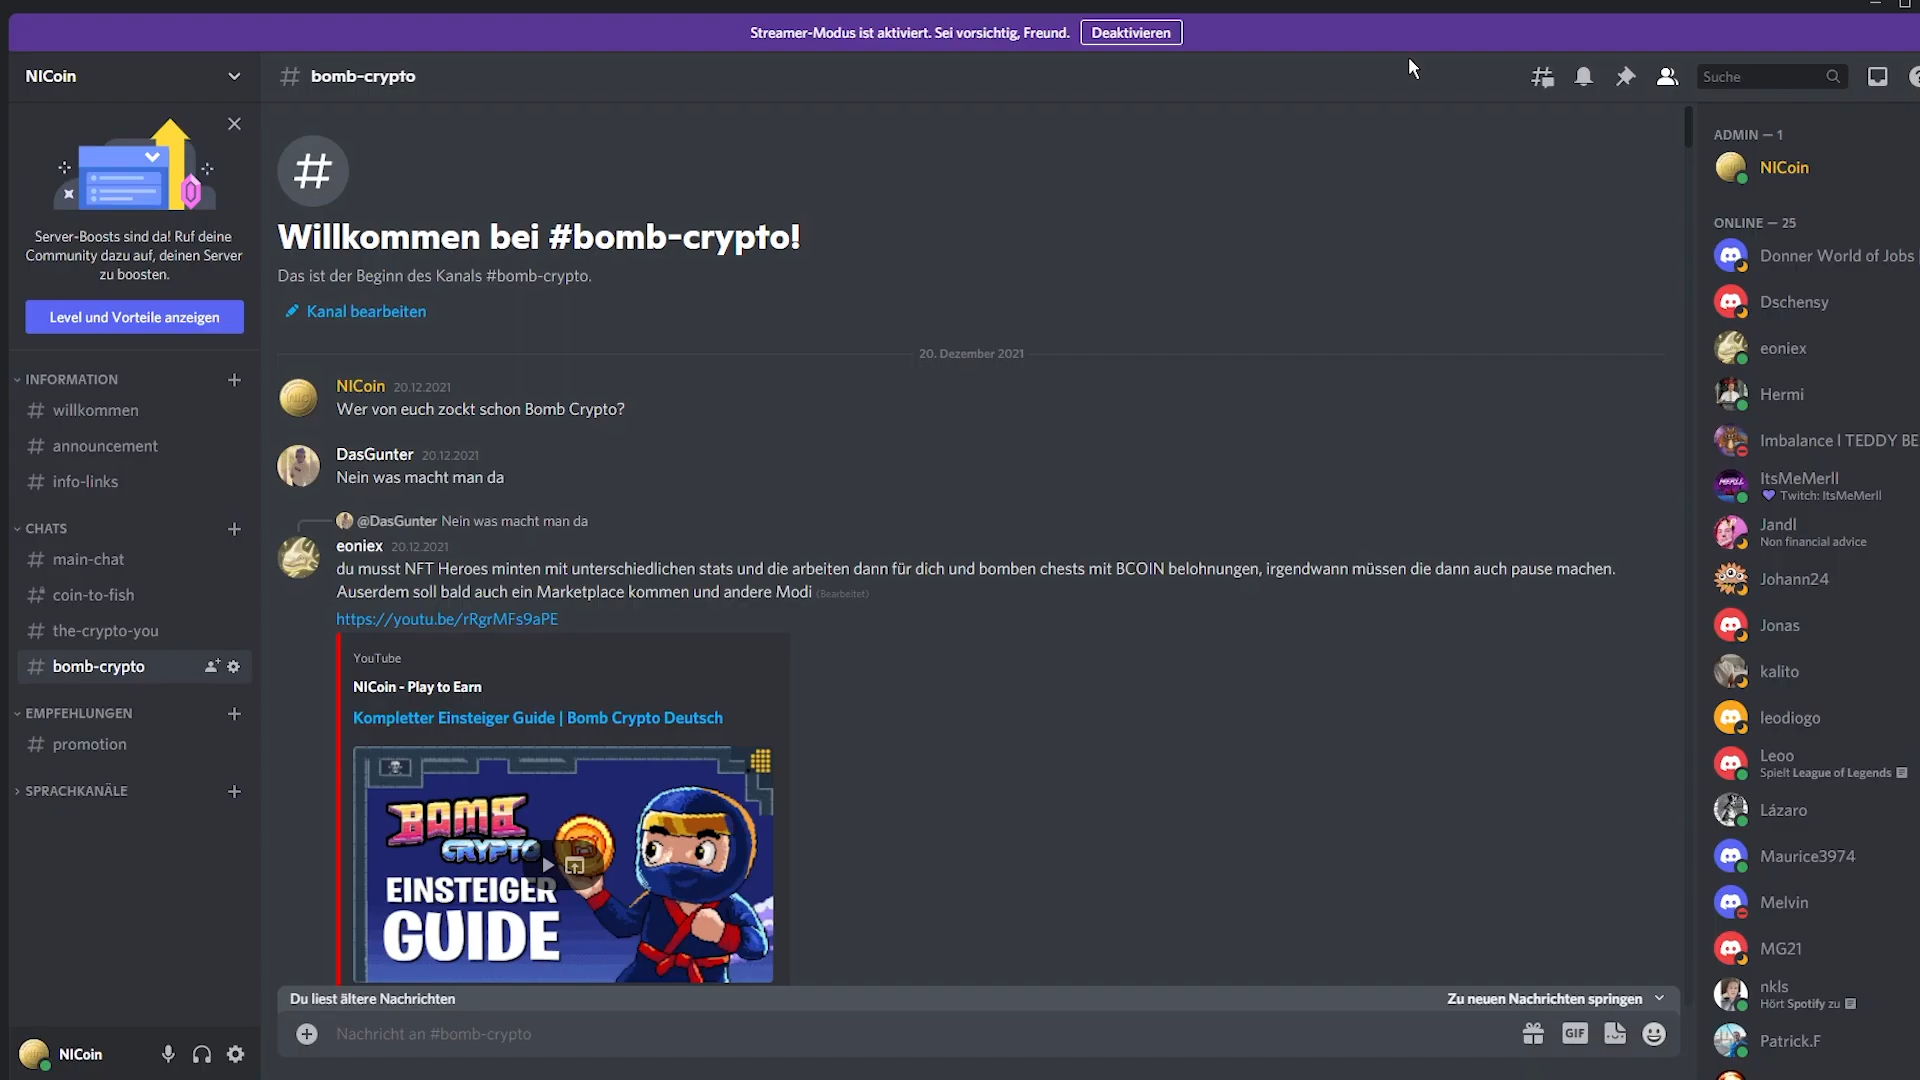 Streamer-Modus ist aktiviert. Sei vorsichtig, Freund. Deaktivieren
NICoin
bomb-crypto
Suche
Server-Boosts sind da! Ruf deine
Community dazu auf, deinen Server
zu boosten.
Level und Vorteile anzeigen
INFORMATION
willkommen
announcement
info-links
CHATS
main-chat
coin-to-fish
the-crypto-you
bomb-crypto
EMPFEHLUNGEN
promotion
SPRACHKANÄLE
NICoin
Willkommen bei #bomb-crypto!
Das ist der Beginn des Kanals #bomb-crypto.
Kanal bearbeiten
20. Dezember 2021
NICoin 20.12.2021
Wer von euch zockt schon Bomb Crypto?
DasGunter 20.12.2021
Nein was macht man da
@DasGunter Nein was macht man da
eoniex 20.12.2021
du musst NFT Heroes minten mit unterschiedlichen stats und die arbeiten dann für dich und bomben chests mit BCOIN belohnungen, irgendwann müssen die dann auch pause machen.
Auserdem soll bald auch ein Marketplace kommen und andere Modi (Bearbeitet)
https://youtu.be/rRgrMFs9aPE
YouTube
NICoin - Play to Earn
Kompletter Einsteiger Guide | Bomb Crypto Deutsch
BOMB
CRYPTO
EINSTEIGER
GUIDE
Du liest ältere Nachrichten
Zu neuen Nachrichten springen
Nachricht an #bomb-crypto
GIF
ADMIN — 1
NICoin
ONLINE — 25
Donner World of Jobs
Dschensy
eoniex
Hermi
Imbalance l TEDDY BE
ItsMeMerll
Twitch: ItsMeMerll
Jandl
Non financial advice
Johann24
Jonas
kalito
leodiogo
Leoo
Spielt League of Legends
Lázaro
Maurice3974
Melvin
MG21
nkls
Hört Spotify zu
Patrick.F